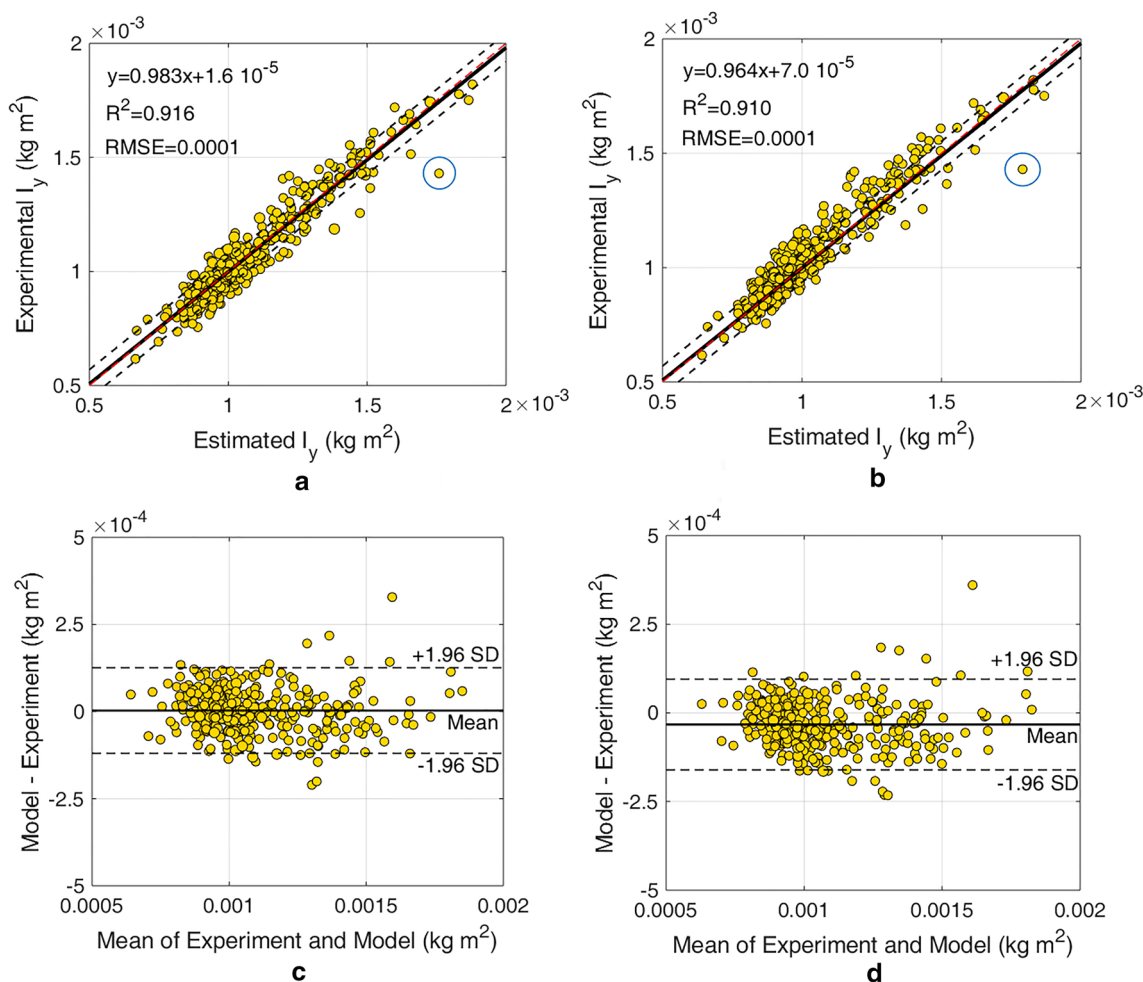 ×10⁻³
2
1.5
1
0.5
Experimental I_y (kg m²)
y=0.983x+1.6 10⁻⁵
R²=0.916
RMSE=0.0001
0.5 1 1.5 2 ×10⁻³
Estimated I_y (kg m²)
a
×10⁻³
2
1.5
1
0.5
Experimental I_y (kg m²)
y=0.964x+7.0 10⁻⁵
R²=0.910
RMSE=0.0001
0.5 1 1.5 2 ×10⁻³
Estimated I_y (kg m²)
b
×10⁻⁴
5
2.5
0
-2.5
-5
Model - Experiment (kg m²)
+1.96 SD
Mean
-1.96 SD
0.0005 0.001 0.0015 0.002
Mean of Experiment and Model (kg m²)
c
×10⁻⁴
5
2.5
0
-2.5
-5
Model - Experiment (kg m²)
+1.96 SD
Mean
-1.96 SD
0.0005 0.001 0.0015 0.002
Mean of Experiment and Model (kg m²)
d